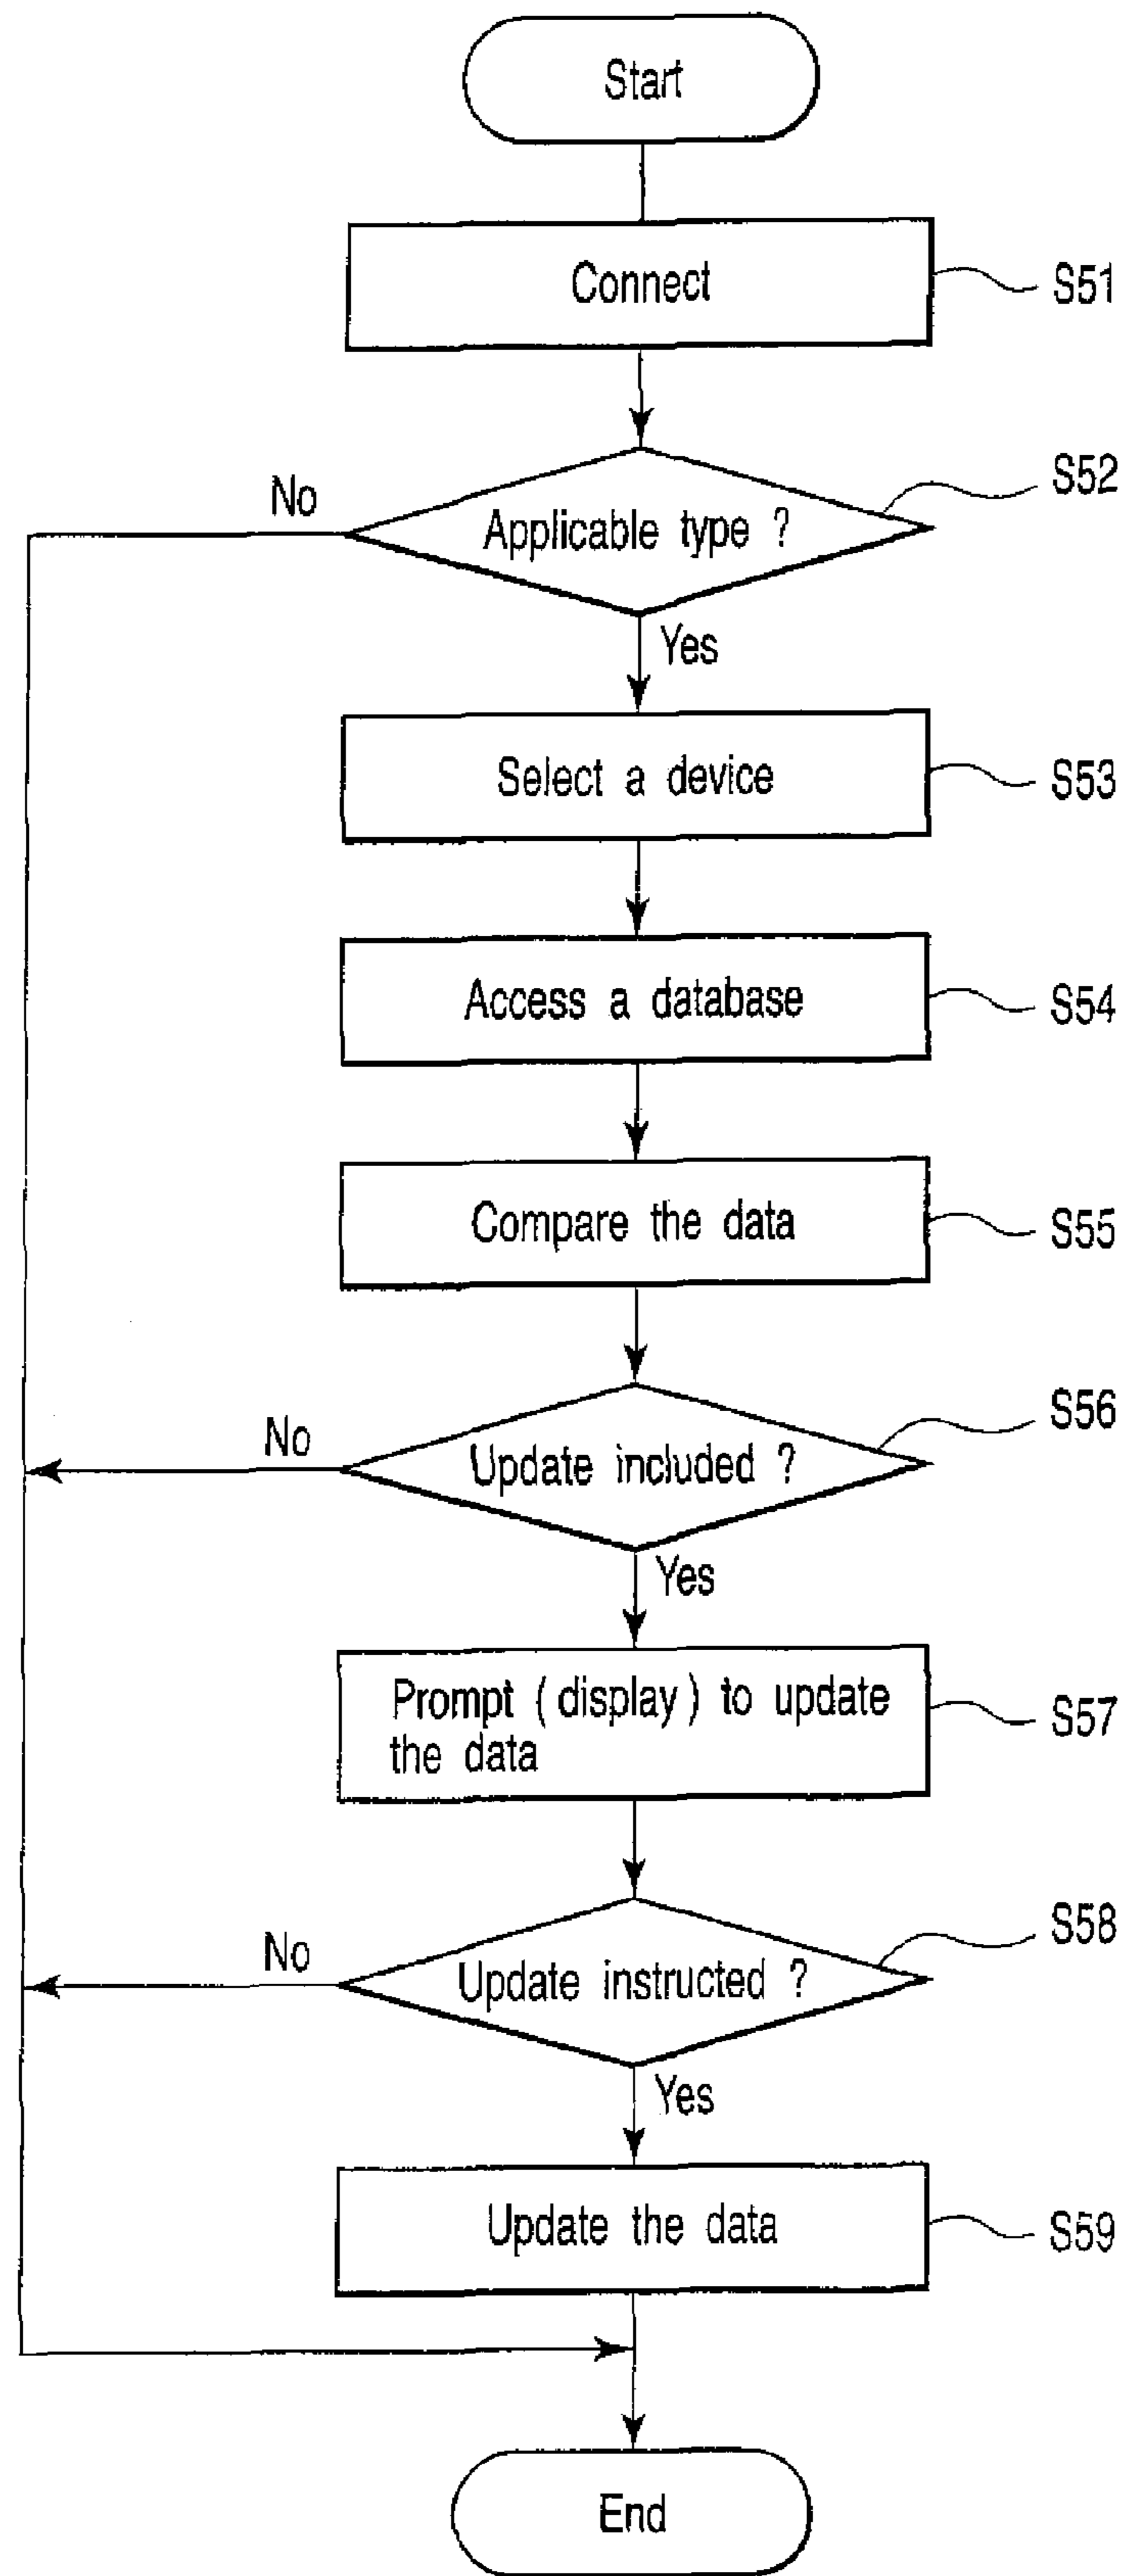 Start
Connect
S51
Applicable type ?
S52
No
Yes
Select a device
S53
Access a database
S54
Compare the data
S55
Update included ?
S56
No
Yes
Prompt (display) to update
the data
S57
Update instructed ?
S58
No
Yes
Update the data
S59
End